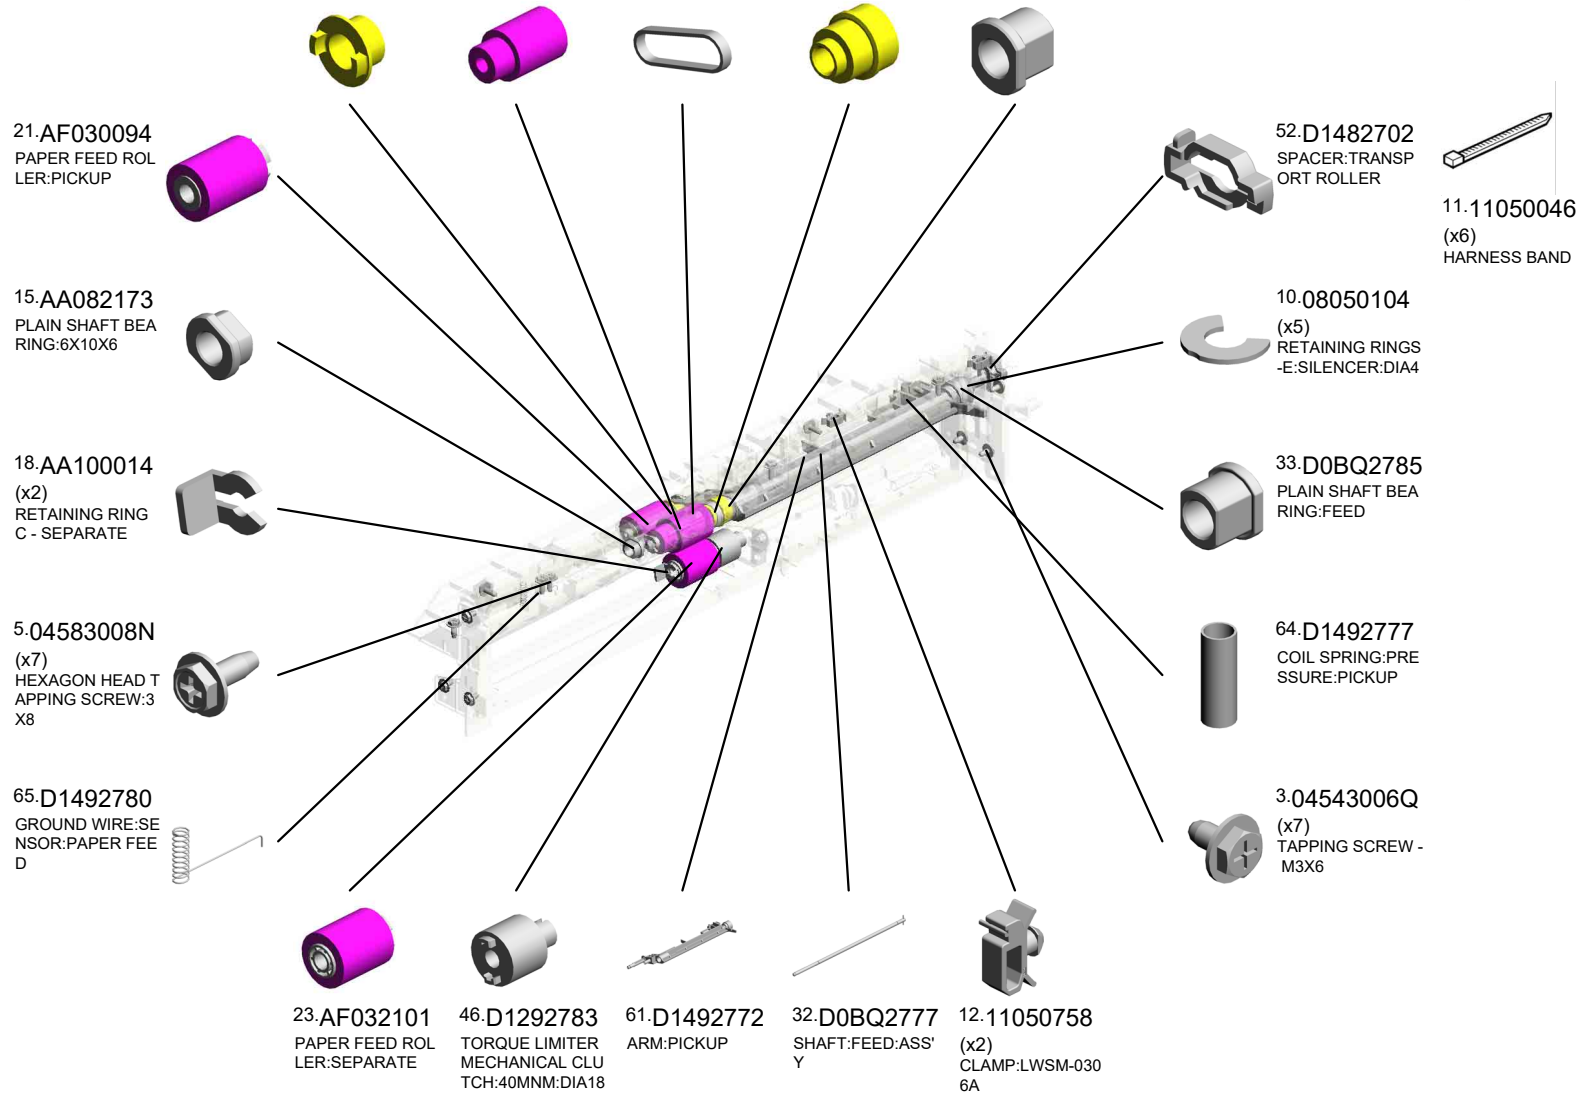 21.AF030094
PAPER FEED ROL
LER:PICKUP
15.AA082173
PLAIN SHAFT BEA
RING:6X10X6
18.AA100014
(x2)
RETAINING RING
C - SEPARATE
5.04583008N
(x7)
HEXAGON HEAD T
APPING SCREW:3
X8
65.D1492780
GROUND WIRE:SE
NSOR:PAPER FEE
D
23.AF032101
PAPER FEED ROL
LER:SEPARATE
46.D1292783
TORQUE LIMITER
MECHANICAL CLU
TCH:40MNM:DIA18
61.D1492772
ARM:PICKUP
32.D0BQ2777
SHAFT:FEED:ASS'
Y
12.11050758
(x2)
CLAMP:LWSM-030
6A
52.D1482702
SPACER:TRANSP
ORT ROLLER
11.11050046
(x6)
HARNESS BAND
10.08050104
(x5)
RETAINING RINGS
-E:SILENCER:DIA4
33.D0BQ2785
PLAIN SHAFT BEA
RING:FEED
64.D1492777
COIL SPRING:PRE
SSURE:PICKUP
3.04543006Q
(x7)
TAPPING SCREW -
M3X6